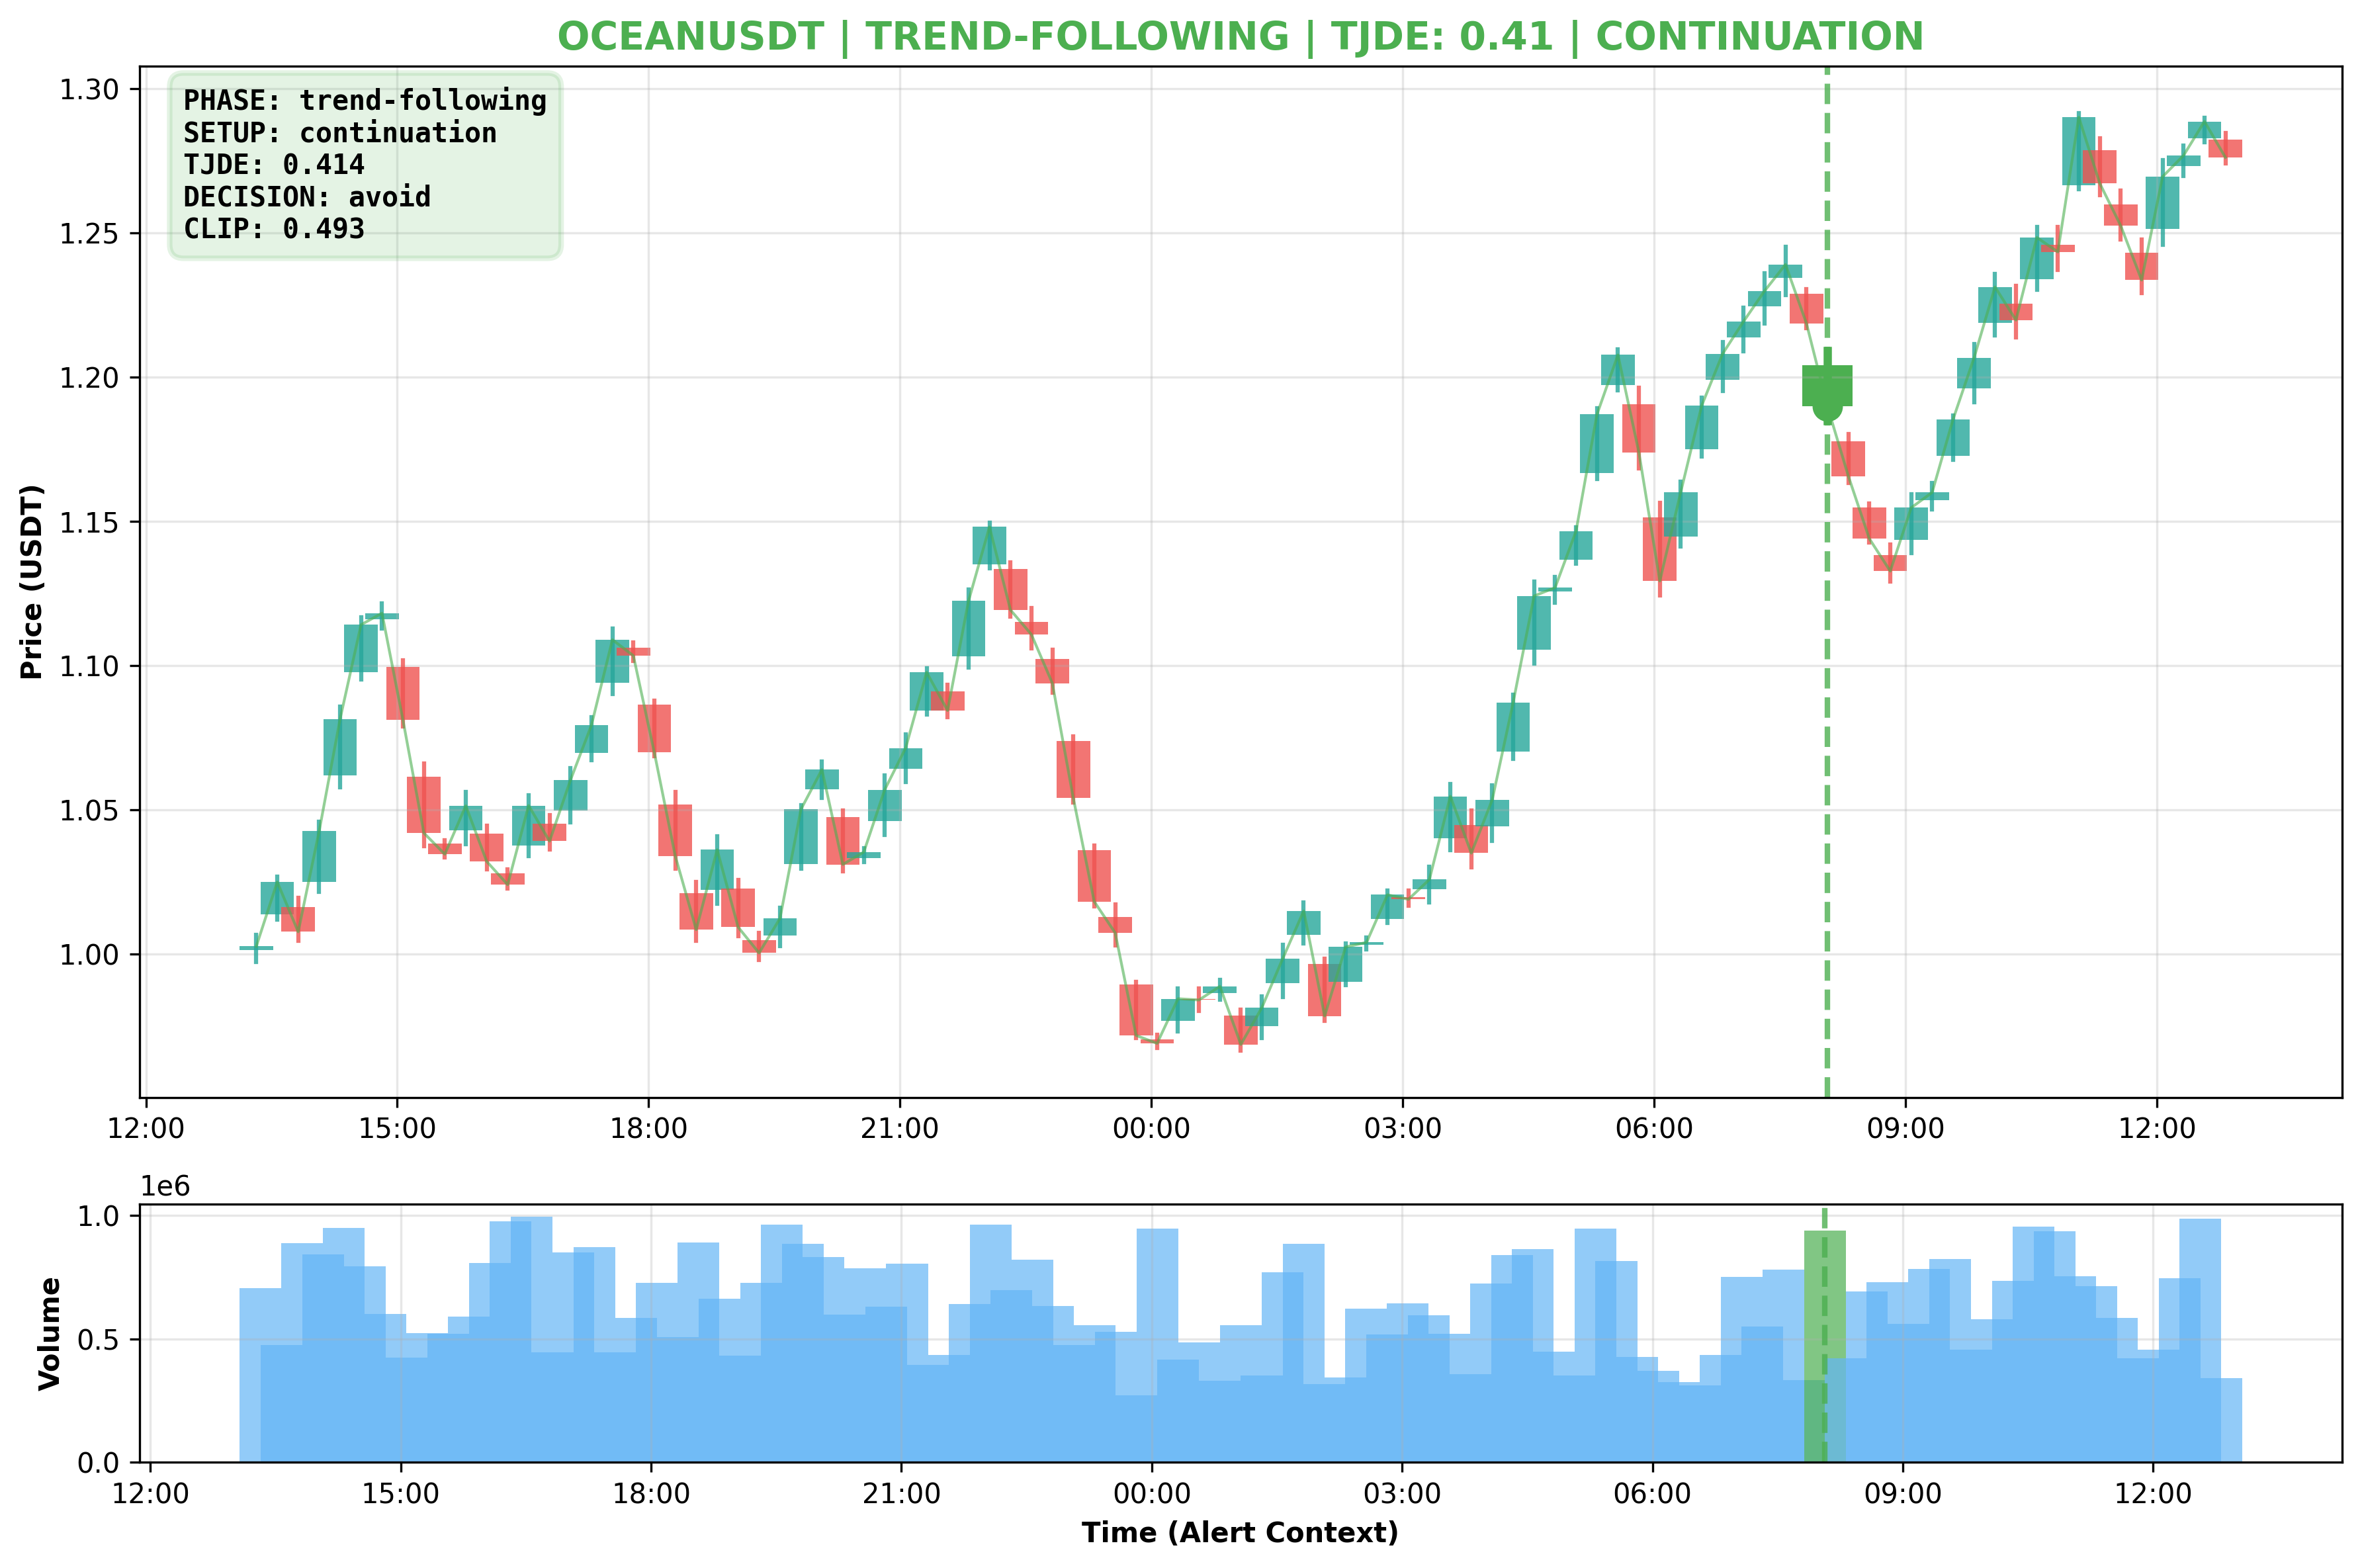 OCEANUSDT | TREND-FOLLOWING | TJDE: 0.41 | CONTINUATION
PHASE: trend-following
SETUP: continuation
TJDE: 0.414
DECISION: avoid
CLIP: 0.493
Price (USDT)
1.30
1.25
1.20
1.15
1.10
1.05
1.00
12:00 15:00 18:00 21:00 00:00 03:00 06:00 09:00 12:00
1e6
Volume
1.0
0.5
0.0
12:00 15:00 18:00 21:00 00:00 03:00 06:00 09:00 12:00
Time (Alert Context)